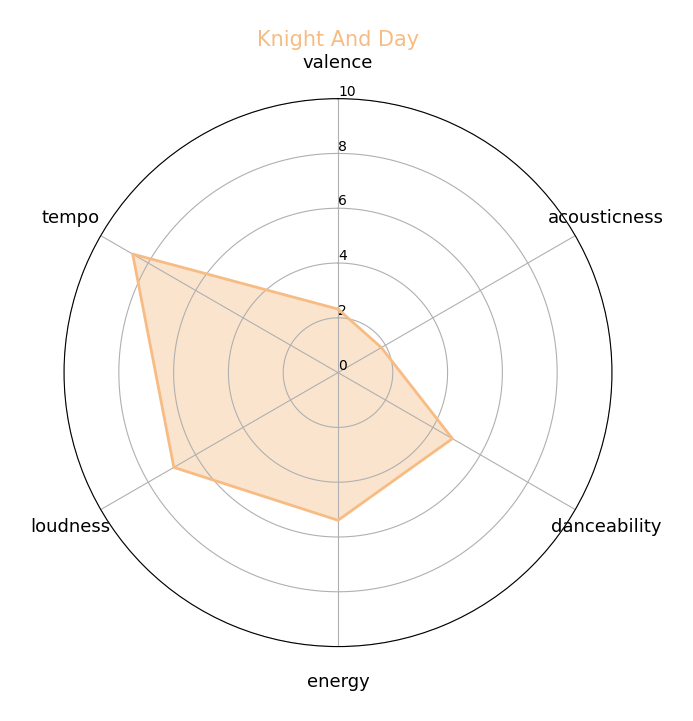 Knight And Day
valence
10
8
6
4
2
0
tempo
acousticness
loudness
danceability
energy